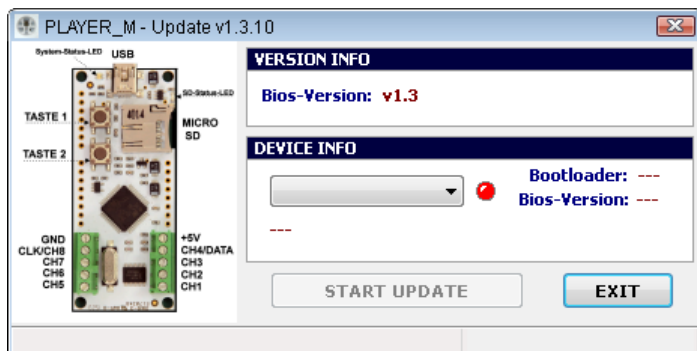 PLAYER_M - Update v1.3.10
System-Status-LED
USB
SD-Status-LED
TASTE 1
4014
MICRO
SD
TASTE 2
GND
CLK/CH8
CH7
CH6
CH5
+5V
CH4/DATA
CH3
CH2
CH1
VERSION INFO
Bios-Version: v1.3
DEVICE INFO
Bootloader: ---
Bios-Version: ---
---
START UPDATE
EXIT